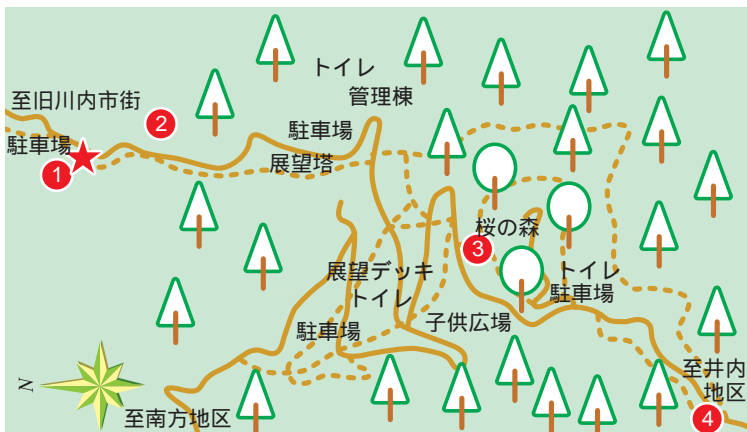 トイレ
管理棟
至旧川内市街
2
駐車場
駐車場
展望塔
1
桜の森
3
展望デッキ
トイレ
トイレ
駐車場
駐車場
子供広場
至井内
地区
N
至南方地区
4